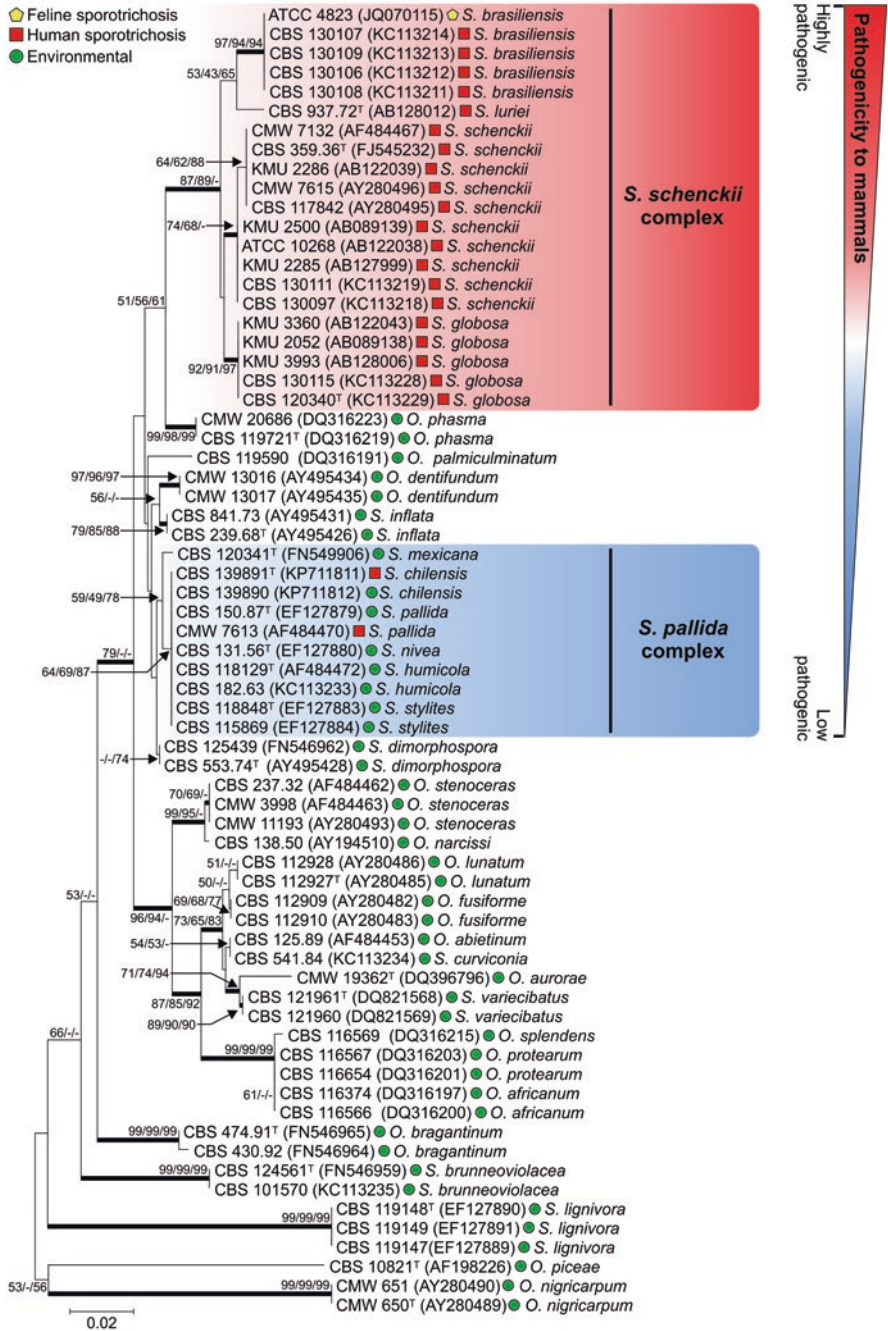 Feline sporotrichosis
Human sporotrichosis
Environmental
ATCC 4823 (JQ070115) S. brasiliensis
CBS 130107 (KC113214) S. brasiliensis
CBS 130109 (KC113213) S. brasiliensis
CBS 130106 (KC113212) S. brasiliensis
CBS 130108 (KC113211) S. brasiliensis
CBS 937.72ᵀ (AB128012) S. luriei
CMW 7132 (AF484467) S. schenckii
CBS 359.36ᵀ (FJ545232) S. schenckii
KMU 2286 (AB122039) S. schenckii
CMW 7615 (AY280496) S. schenckii
CBS 117842 (AY280495) S. schenckii
KMU 2500 (AB089139) S. schenckii
ATCC 10268 (AB122038) S. schenckii
KMU 2285 (AB127999) S. schenckii
CBS 130111 (KC113219) S. schenckii
CBS 130097 (KC113218) S. schenckii
KMU 3360 (AB122043) S. globosa
KMU 2052 (AB089138) S. globosa
KMU 3993 (AB128006) S. globosa
CBS 130115 (KC113228) S. globosa
CBS 120340ᵀ (KC113229) S. globosa
CMW 20686 (DQ316223) O. phasma
CBS 119721ᵀ (DQ316219) O. phasma
CBS 119590 (DQ316191) O. palmiculminatum
CMW 13016 (AY495434) O. dentifundum
CMW 13017 (AY495435) O. dentifundum
CBS 841.73 (AY495431) S. inflata
CBS 239.68ᵀ (AY495426) S. inflata
CBS 120341ᵀ (FN549906) S. mexicana
CBS 139891ᵀ (KP711811) S. chilensis
CBS 139890 (KP711812) S. chilensis
CBS 150.87ᵀ (EF127879) S. pallida
CMW 7613 (AF484470) S. pallida
CBS 131.56ᵀ (EF127880) S. nivea
CBS 118129ᵀ (AF484472) S. humicola
CBS 182.63 (KC113233) S. humicola
CBS 118848ᵀ (EF127883) S. stylites
CBS 115869 (EF127884) S. stylites
CBS 125439 (FN546962) S. dimorphospora
CBS 553.74ᵀ (AY495428) S. dimorphospora
CBS 237.32 (AF484462) O. stenoceras
CMW 3998 (AF484463) O. stenoceras
CMW 11193 (AY280493) O. stenoceras
CBS 138.50 (AY194510) O. narcissi
CBS 112928 (AY280486) O. lunatum
CBS 112927ᵀ (AY280485) O. lunatum
CBS 112909 (AY280482) O. fusiforme
CBS 112910 (AY280483) O. fusiforme
CBS 125.89 (AF484453) O. abietinum
CBS 541.84 (KC113234) S. curviconia
CMW 19362ᵀ (DQ396796) O. aurorae
CBS 121961ᵀ (DQ821568) S. variecibatus
CBS 121960 (DQ821569) S. variecibatus
CBS 116569 (DQ316215) O. splendens
CBS 116567 (DQ316203) O. protearum
CBS 116654 (DQ316201) O. protearum
CBS 116374 (DQ316197) O. africanum
CBS 116566 (DQ316200) O. africanum
CBS 474.91ᵀ (FN546965) O. bragantinum
CBS 430.92 (FN546964) O. bragantinum
CBS 124561ᵀ (FN546959) S. brunneoviolacea
CBS 101570 (KC113235) S. brunneoviolacea
CBS 119148ᵀ (EF127890) S. lignivora
CBS 119149 (EF127891) S. lignivora
CBS 119147(EF127889) S. lignivora
CBS 10821ᵀ (AF198226) O. piceae
CMW 651 (AY280490) O. nigricarpum
CMW 650ᵀ (AY280489) O. nigricarpum
97/94/94
53/43/65
64/62/88
87/89/-
74/68/-
51/56/61
92/91/97
99/98/99
97/96/97
56/-/-
79/85/88
59/49/78
79/-/-
64/69/87
-/-/74
70/69/-
99/95/-
51/-/-
50/-/-
53/-/-
69/68/77
73/65/83
96/94/-
54/53/-
71/74/94
87/85/92
89/90/90
66/-/-
99/99/99
61/-/-
99/99/99
99/99/99
99/99/99
53/-/56
99/99/99
0.02
S. schenckii
complex
S. pallida
complex
Highly
pathogenic
Pathogenicity to mammals
Low
pathogenic